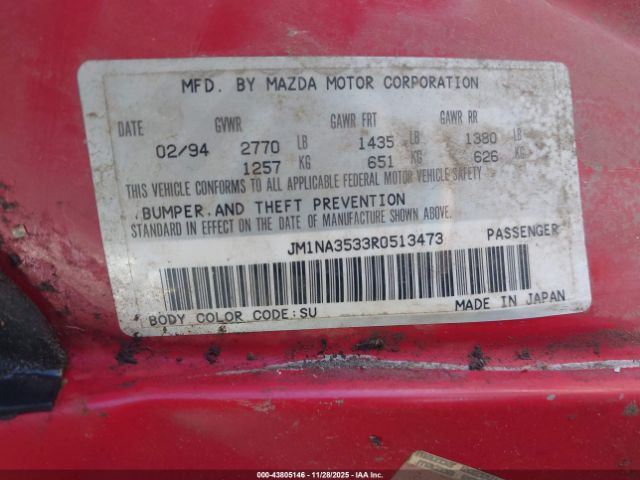 MFD. BY MAZDA MOTOR CORPORATION
DATE GVWR GAWR FRT GAWR RR
02/94 2770 LB 1435 LB 1380 LB
1257 KG 651 KG 626 KG
THIS VEHICLE CONFORMS TO ALL APPLICABLE FEDERAL MOTOR VEHICLE SAFETY
,BUMPER,AND THEFT PREVENTION
STANDARDS IN EFFECT ON THE DATE OF MANUFACTURE SHOWN ABOVE.
JM1NA3533R0513473 PASSENGER
BODY COLOR CODE:SU MADE IN JAPAN
00-43805146 - 11/28/2025 - IAA Inc.